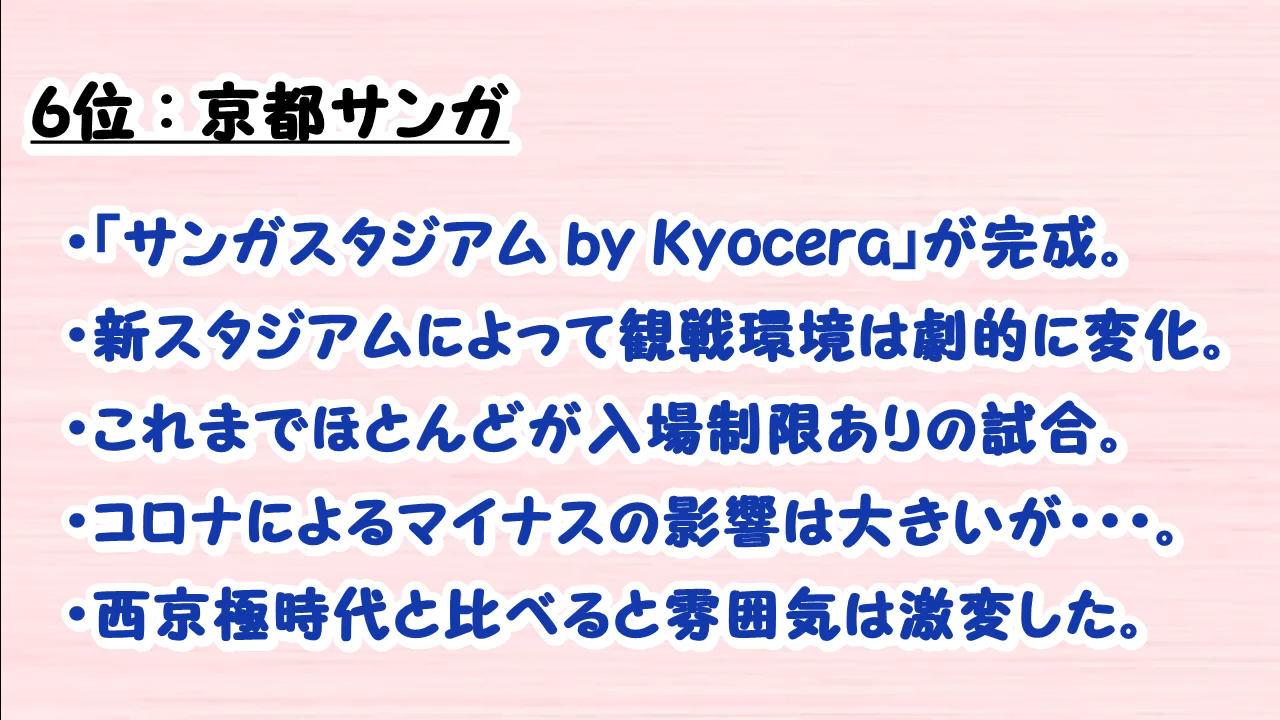 6位：京都サンガ
・「サンガスタジアム by Kyocera」が完成。
・新スタジアムによって観戦環境は劇的に変化。
・これまでほとんどが入場制限ありの試合。
・コロナによるマイナスの影響は大きいが・・・。
・西京極時代と比べると雰囲気は激変した。